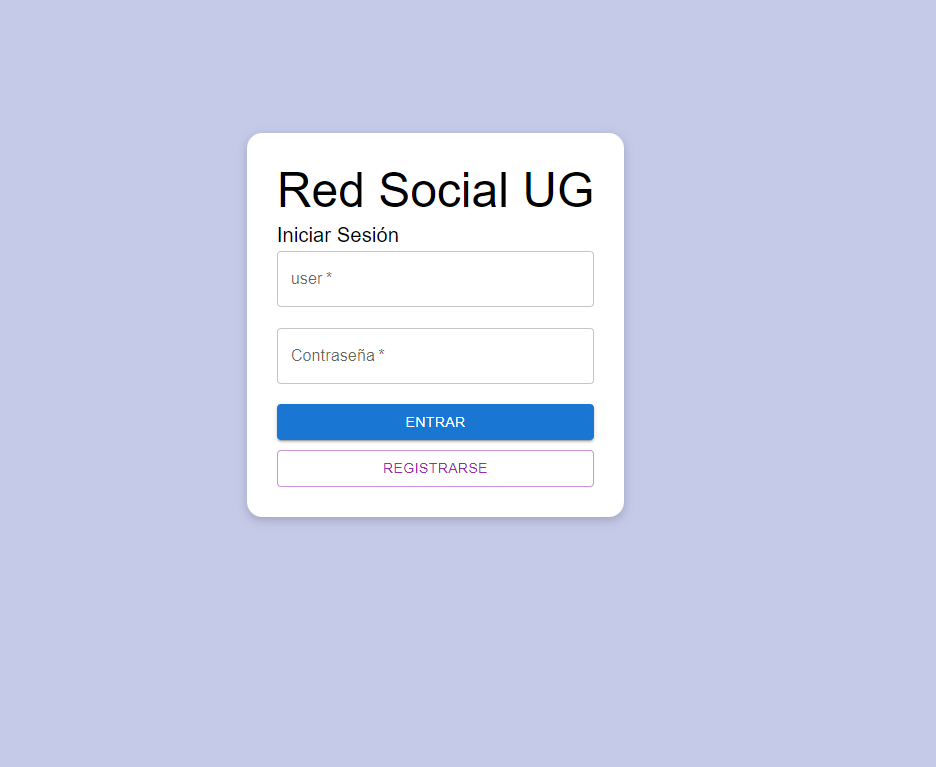 Red Social UG
Iniciar Sesión
user *
Contraseña *
ENTRAR
REGISTRARSE